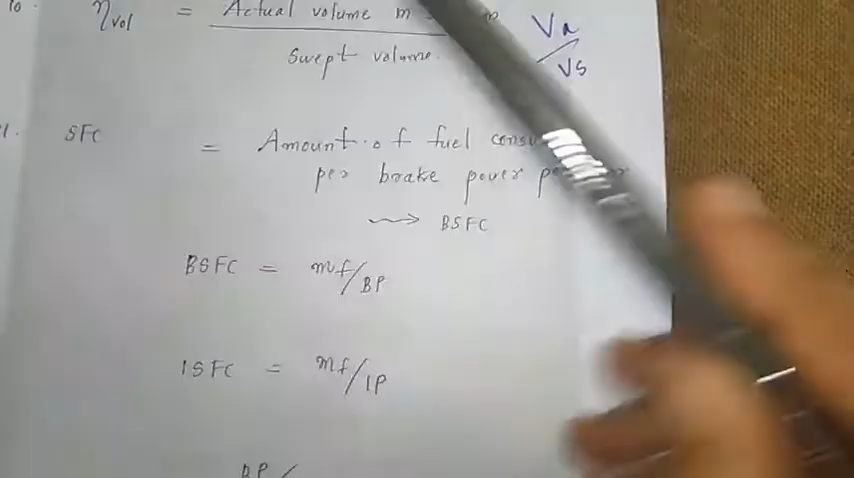 10. ηvol = Actual volume
Va/Vs
Swept volume.
SFC = Amount of fuel
per brake power
⟿ BSFC
BSFC = mf/BP
ISFC = mf/IP
BP/